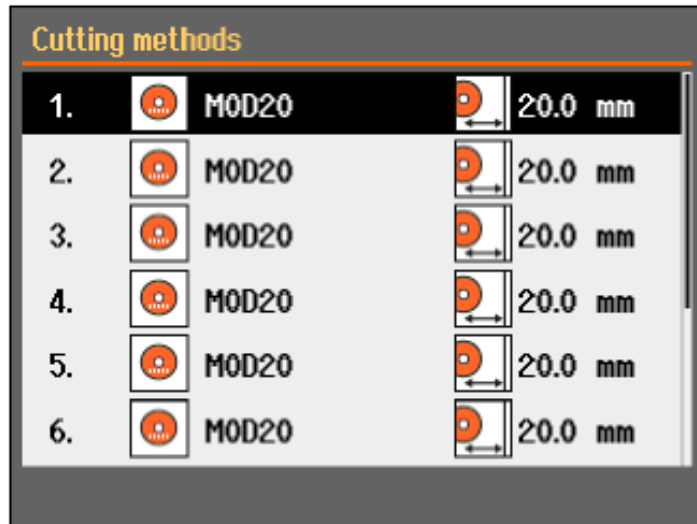 Cutting methods
1. M0D20 20.0 mm
2. M0D20 20.0 mm
3. M0D20 20.0 mm
4. M0D20 20.0 mm
5. M0D20 20.0 mm
6. M0D20 20.0 mm